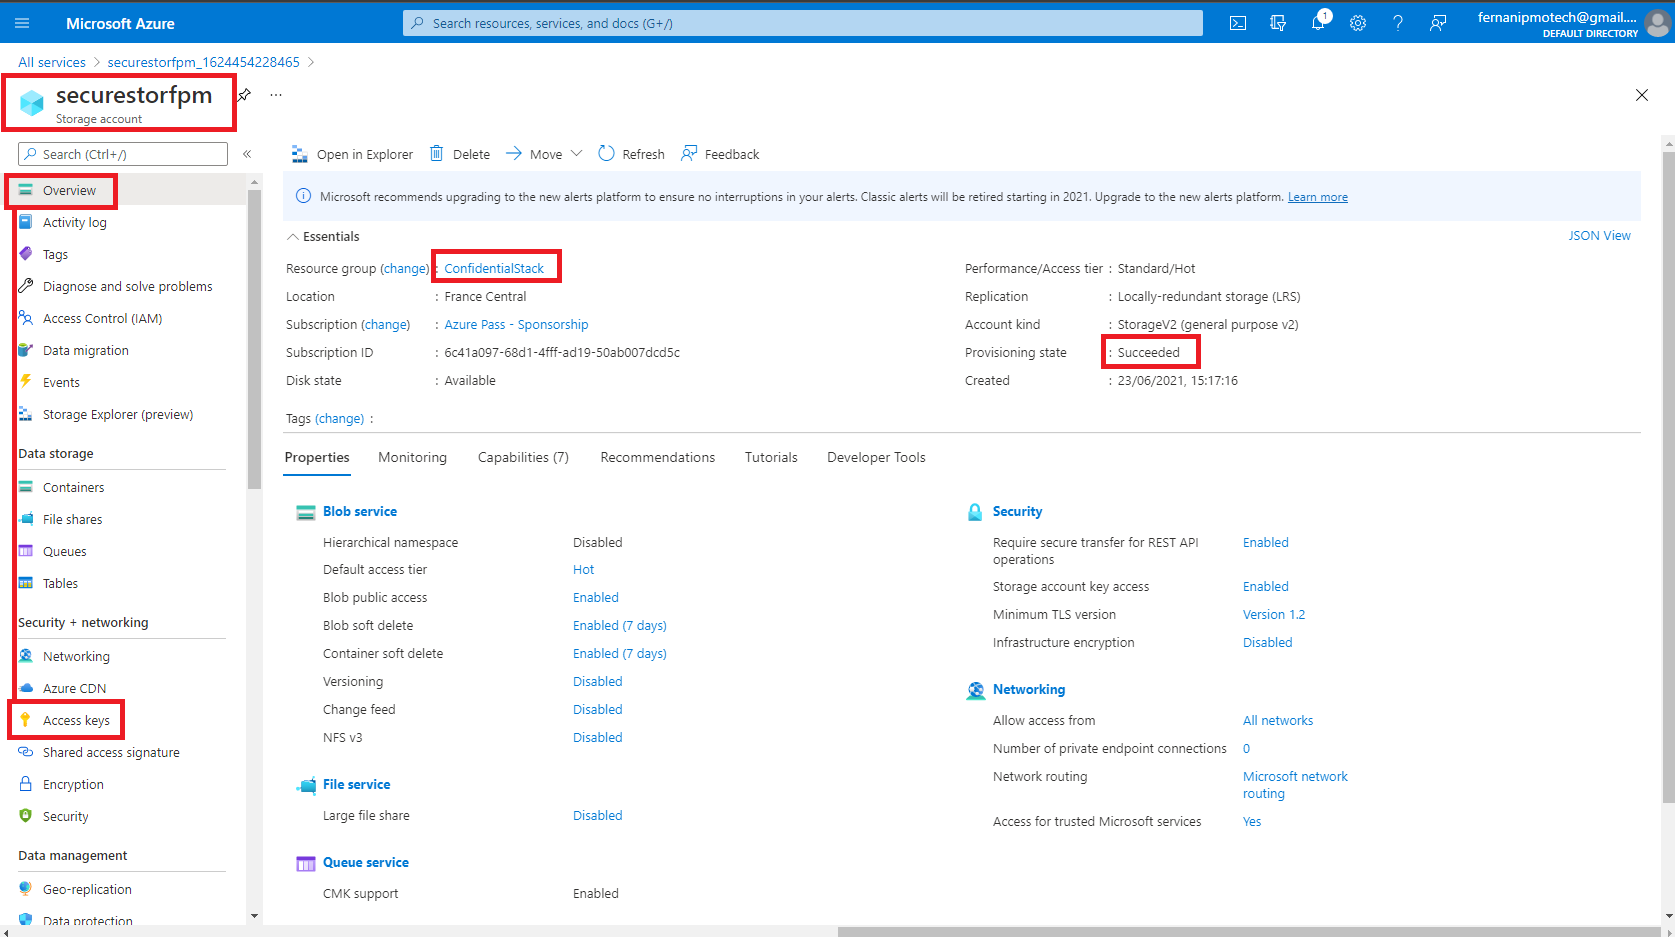 Microsoft Azure
Search resources, services, and docs (G+/)
1
fernanipmotech@gmail....
DEFAULT DIRECTORY
All services > securestorfpm_1624454228465 >
securestorfpm
...
Storage account
Search (Ctrl+/)
«
Overview
Activity log
Tags
Diagnose and solve problems
Access Control (IAM)
Data migration
Events
Storage Explorer (preview)
Data storage
Containers
File shares
Queues
Tables
Security + networking
Networking
Azure CDN
Access keys
Shared access signature
Encryption
Security
Data management
Geo-replication
Data protection
Open in Explorer Delete Move Refresh Feedback
Microsoft recommends upgrading to the new alerts platform to ensure no interruptions in your alerts. Classic alerts will be retired starting in 2021. Upgrade to the new alerts platform. Learn more
Essentials
JSON View
Resource group (change) : ConfidentialStack
Location : France Central
Subscription (change) : Azure Pass - Sponsorship
Subscription ID : 6c41a097-68d1-4fff-ad19-50ab007dcd5c
Disk state : Available
Performance/Access tier : Standard/Hot
Replication : Locally-redundant storage (LRS)
Account kind : StorageV2 (general purpose v2)
Provisioning state : Succeeded
Created : 23/06/2021, 15:17:16
Tags (change) :
Properties Monitoring Capabilities (7) Recommendations Tutorials Developer Tools
Blob service
Hierarchical namespace Disabled
Default access tier Hot
Blob public access Enabled
Blob soft delete Enabled (7 days)
Container soft delete Enabled (7 days)
Versioning Disabled
Change feed Disabled
NFS v3 Disabled
File service
Large file share Disabled
Queue service
CMK support Enabled
Security
Require secure transfer for REST API Enabled
operations
Storage account key access Enabled
Minimum TLS version Version 1.2
Infrastructure encryption Disabled
Networking
Allow access from All networks
Number of private endpoint connections 0
Network routing Microsoft network
routing
Access for trusted Microsoft services Yes